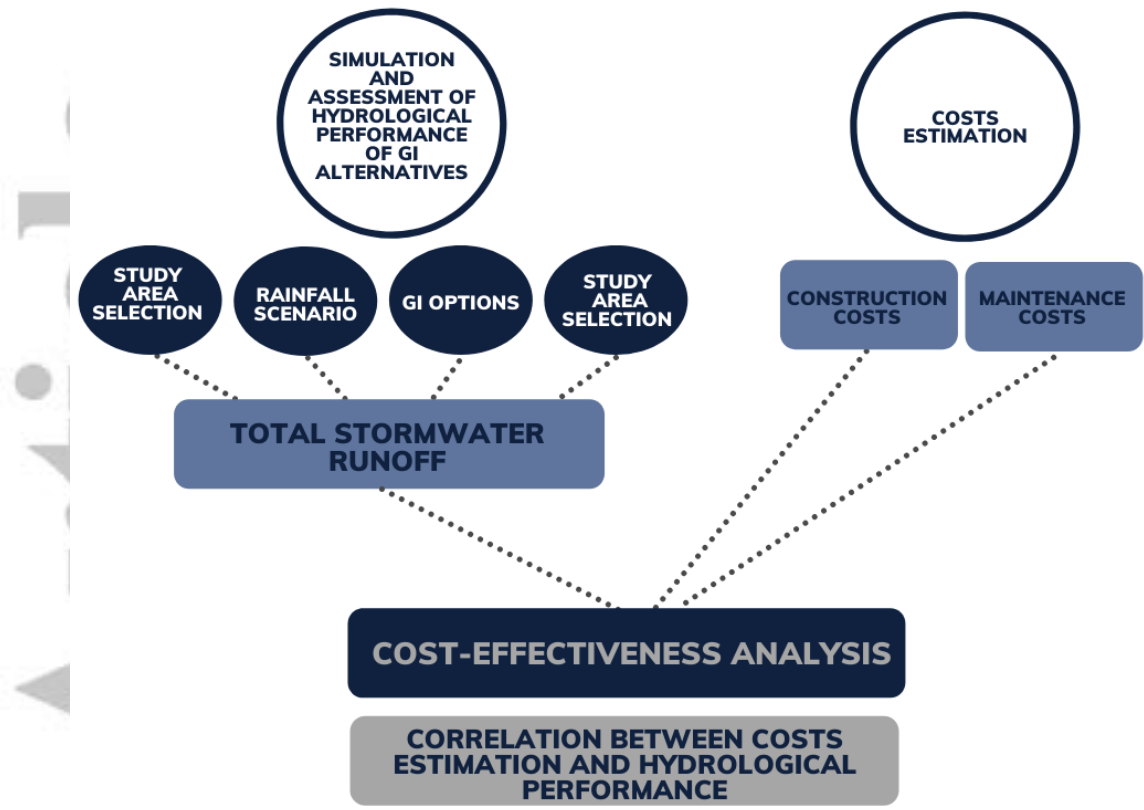 SIMULATION
AND
ASSESSMENT OF
HYDROLOGICAL
PERFORMANCE
OF GI
ALTERNATIVES
COSTS
ESTIMATION
STUDY
AREA
SELECTION
RAINFALL
SCENARIO
GI OPTIONS
STUDY
AREA
SELECTION
CONSTRUCTION
COSTS
MAINTENANCE
COSTS
TOTAL STORMWATER
RUNOFF
COST-EFFECTIVENESS ANALYSIS
CORRELATION BETWEEN COSTS
ESTIMATION AND HYDROLOGICAL
PERFORMANCE